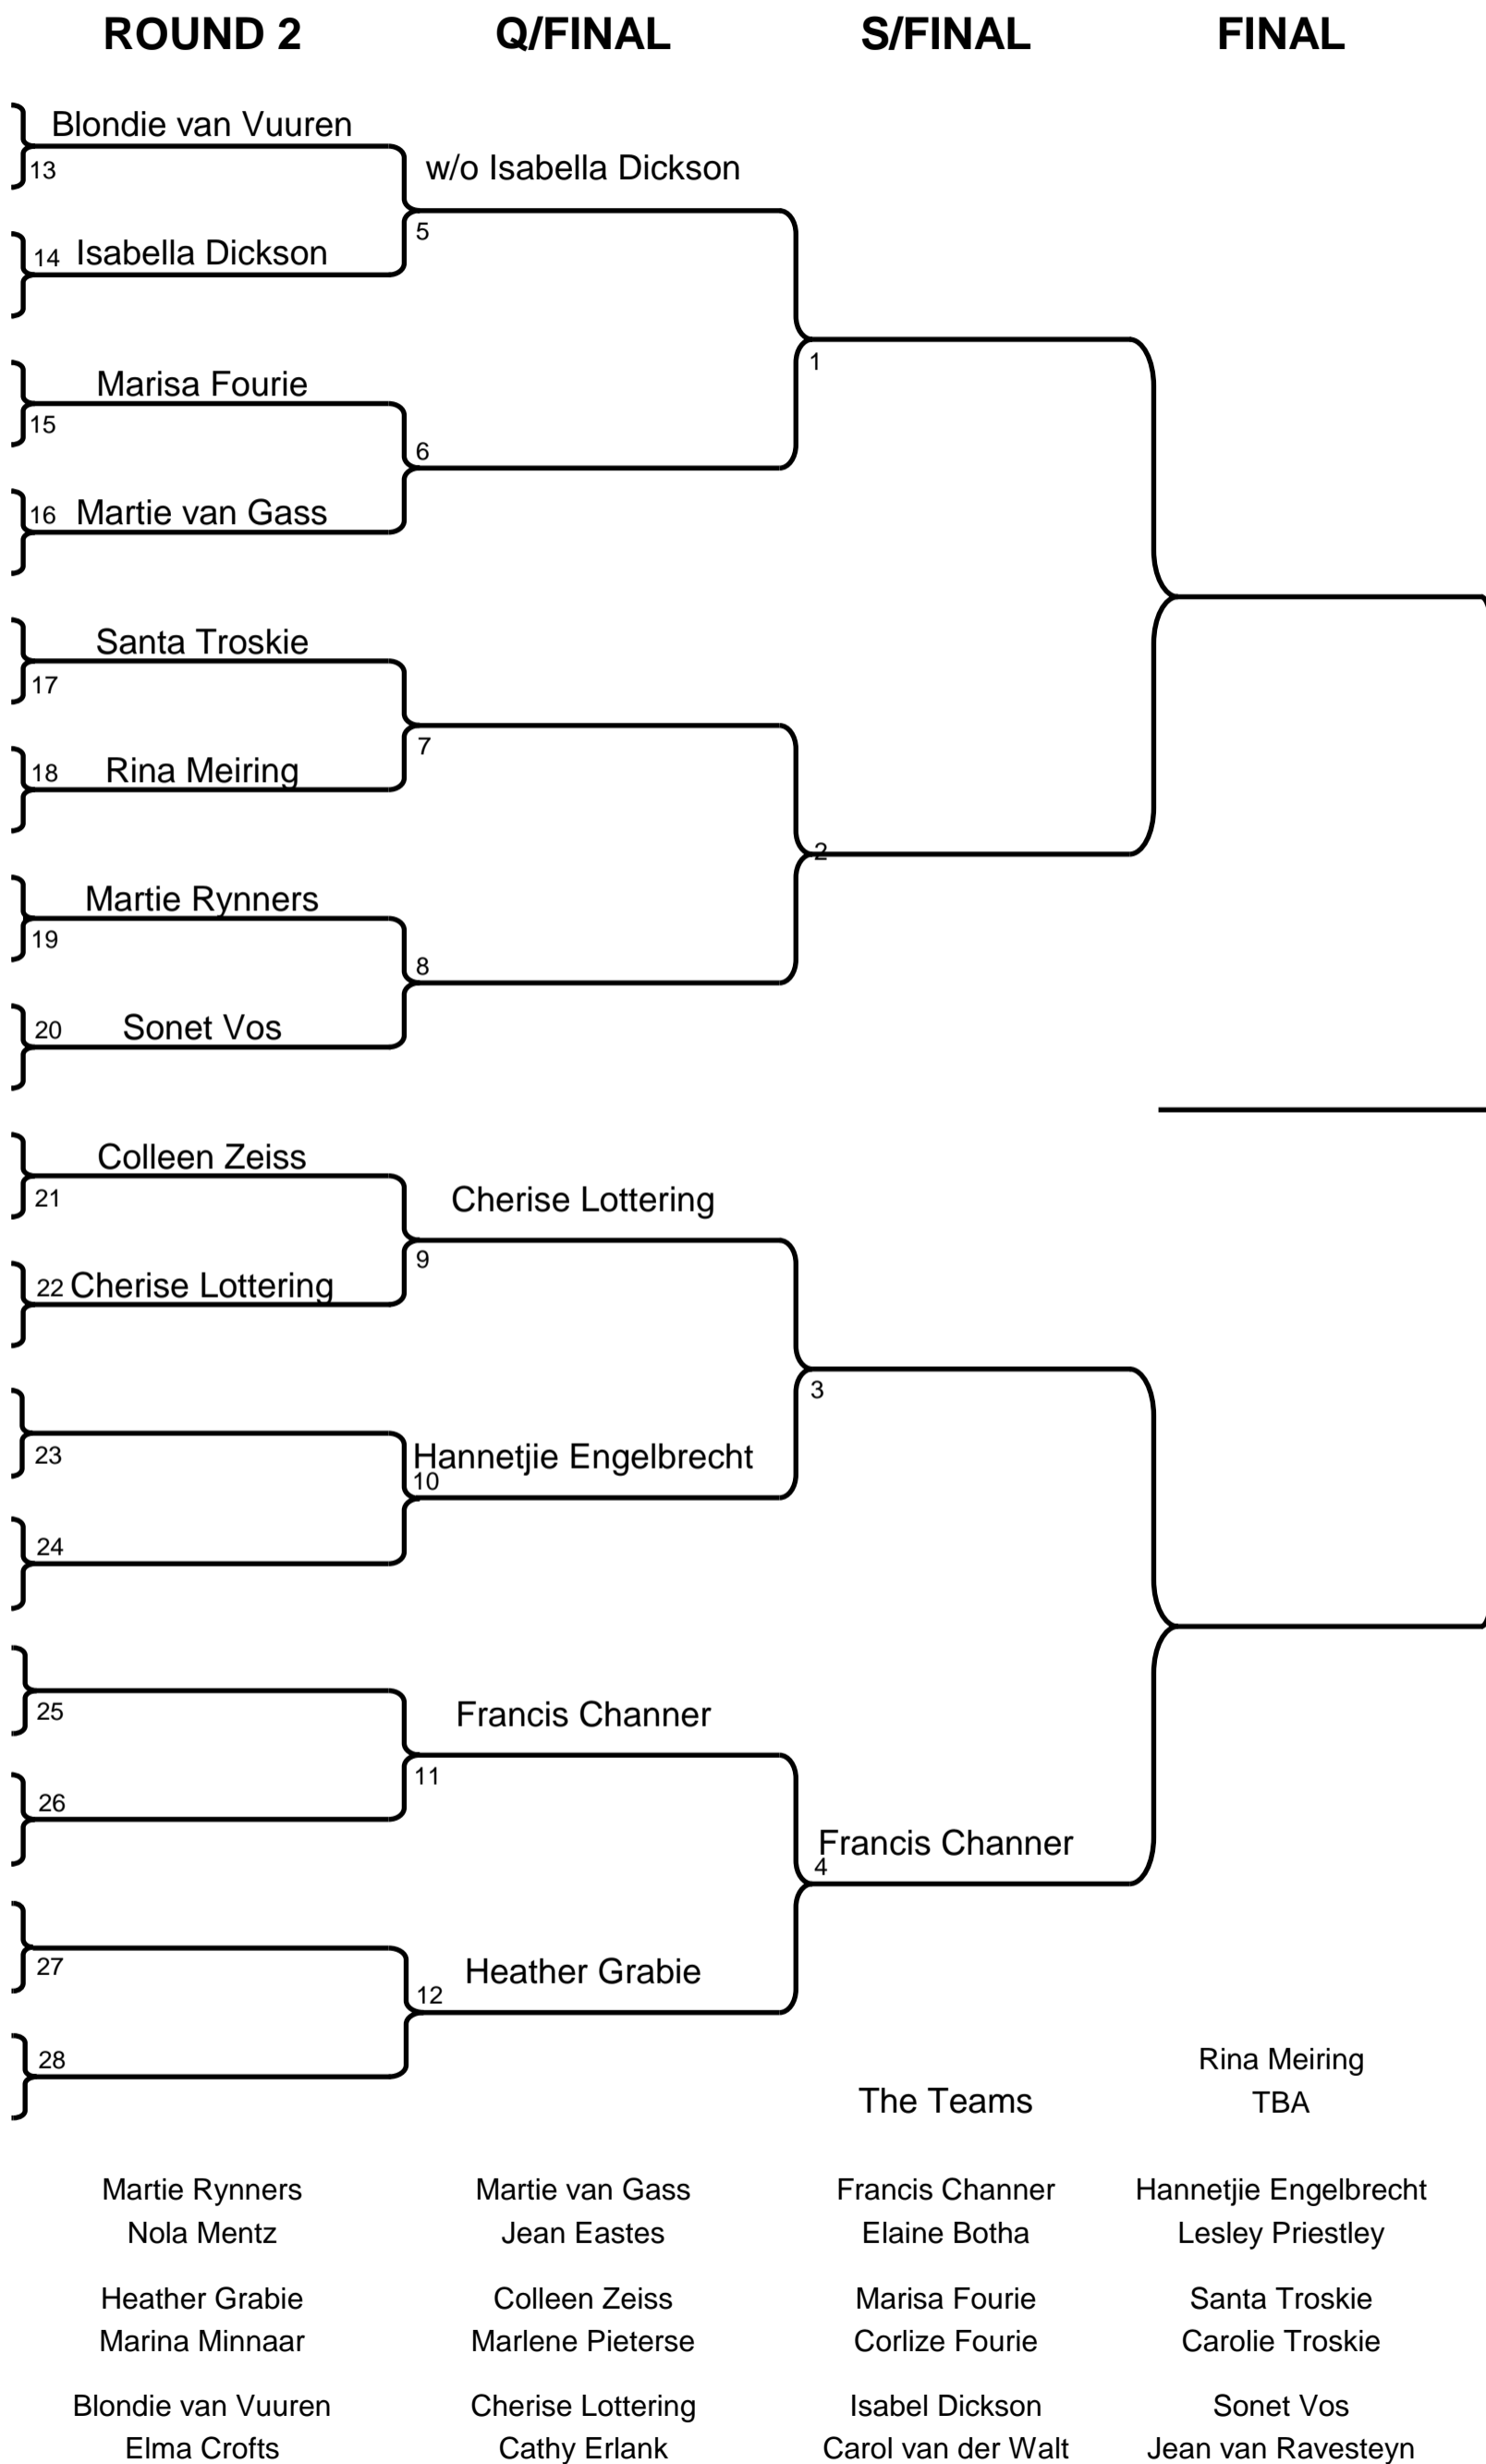 ROUND 2 Q/FINAL S/FINAL FINAL
Blondie van Vuuren
13
w/o Isabella Dickson
5
14 Isabella Dickson
1
Marisa Fourie
15
6
16 Martie van Gass
Santa Troskie
17
7
18 Rina Meiring
2
Martie Rynners
19
8
20 Sonet Vos
Colleen Zeiss
21
Cherise Lottering
9
22 Cherise Lottering
3
23
Hannetjie Engelbrecht
10
24
25
Francis Channer
11
26
Francis Channer
4
27
Heather Grabie
12
28
Rina Meiring
The Teams TBA
Martie Rynners Martie van Gass Francis Channer Hannetjie Engelbrecht
Nola Mentz Jean Eastes Elaine Botha Lesley Priestley
Heather Grabie Colleen Zeiss Marisa Fourie Santa Troskie
Marina Minnaar Marlene Pieterse Corlize Fourie Carolie Troskie
Blondie van Vuuren Cherise Lottering Isabel Dickson Sonet Vos
Elma Crofts Cathy Erlank Carol van der Walt Jean van Ravesteyn